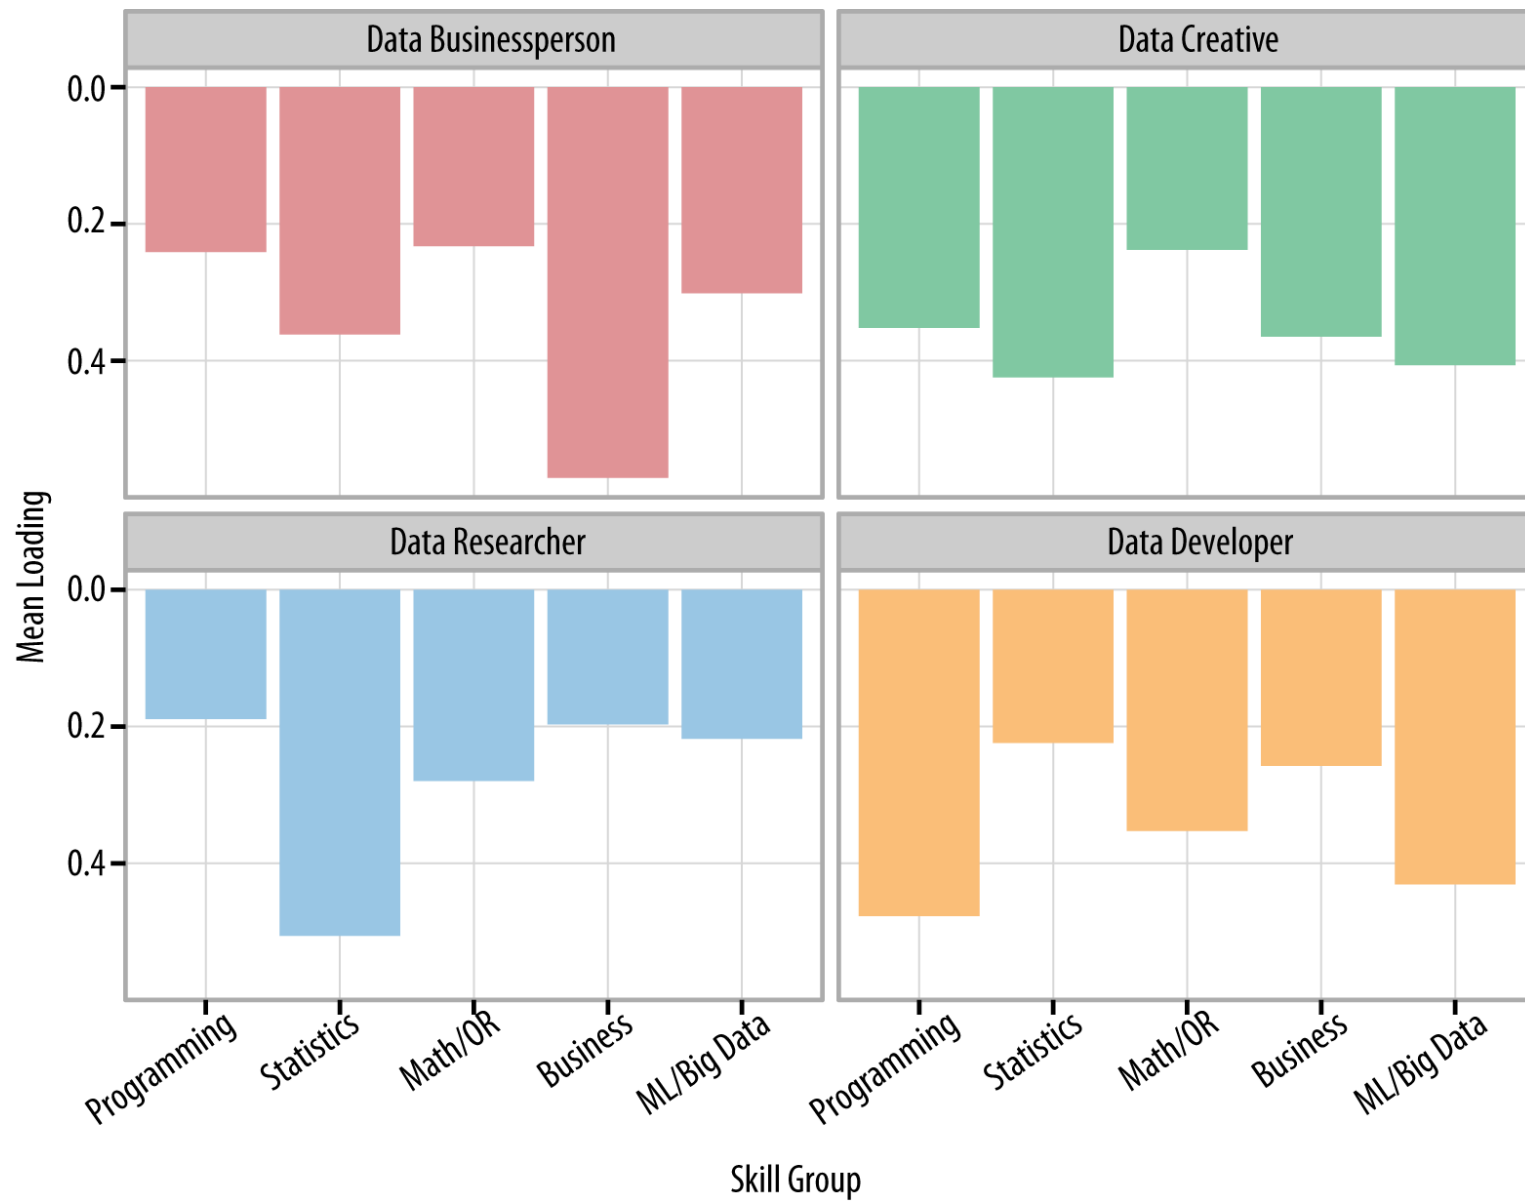 Data Businessperson
Data Creative
0.0
0.2
0.4
Data Researcher
Data Developer
0.0
0.2
0.4
Mean Loading
Programming
Statistics
Math/OR
Business
ML/Big Data
Programming
Statistics
Math/OR
Business
ML/Big Data
Skill Group